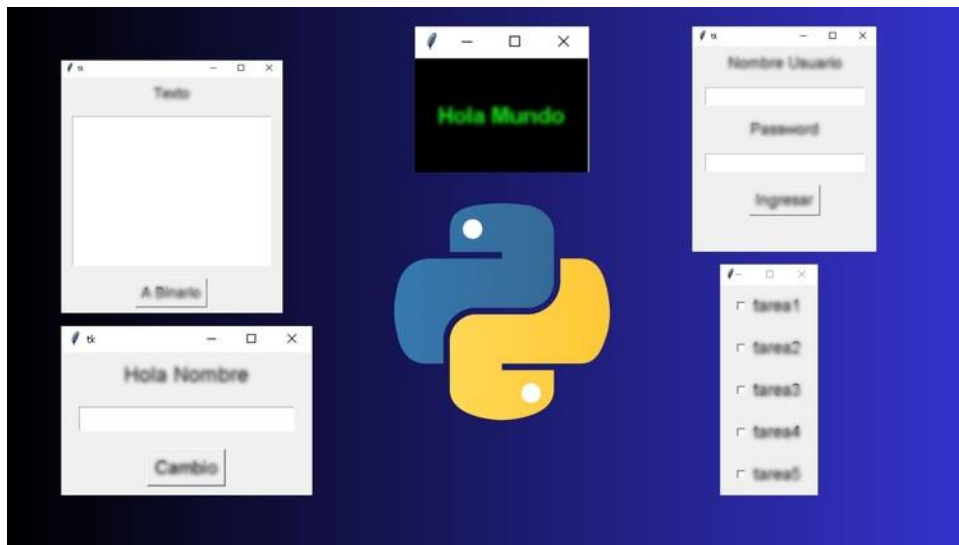 tk
Texto
A Binario
tk
Hola Nombre
Cambio
Hola Mundo
tk
Nombre Usuario
Password
Ingresar
tarea1
tarea2
tarea3
tarea4
tarea5